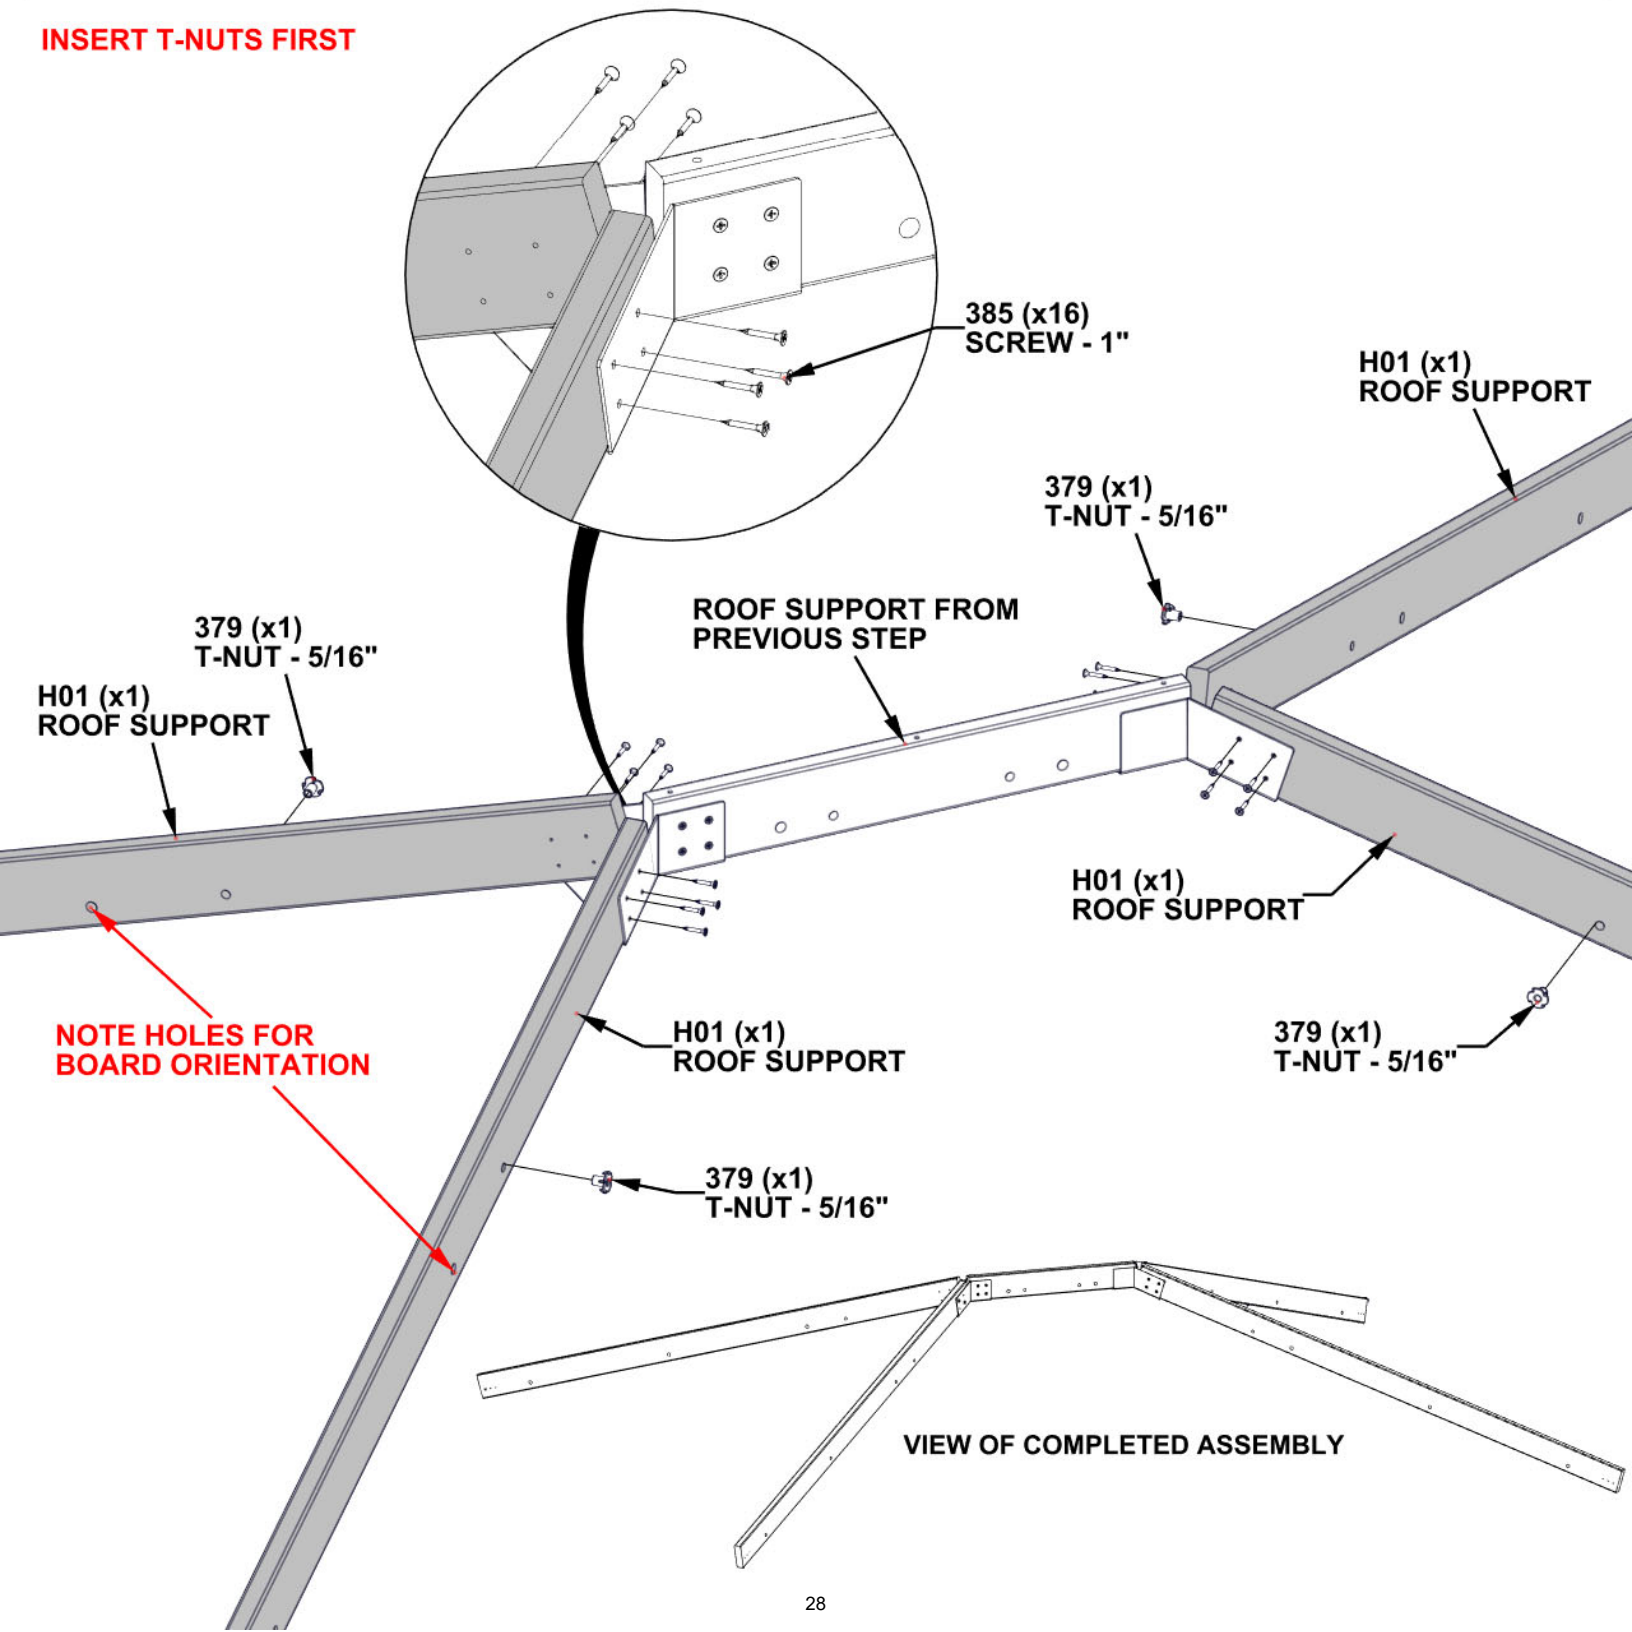 INSERT T-NUTS FIRST
385 (x16)
SCREW - 1"
H01 (x1)
ROOF SUPPORT
379 (x1)
T-NUT - 5/16"
ROOF SUPPORT FROM
PREVIOUS STEP
379 (x1)
T-NUT - 5/16"
H01 (x1)
ROOF SUPPORT
H01 (x1)
ROOF SUPPORT
NOTE HOLES FOR
BOARD ORIENTATION
H01 (x1)
ROOF SUPPORT
379 (x1)
T-NUT - 5/16"
379 (x1)
T-NUT - 5/16"
VIEW OF COMPLETED ASSEMBLY
28